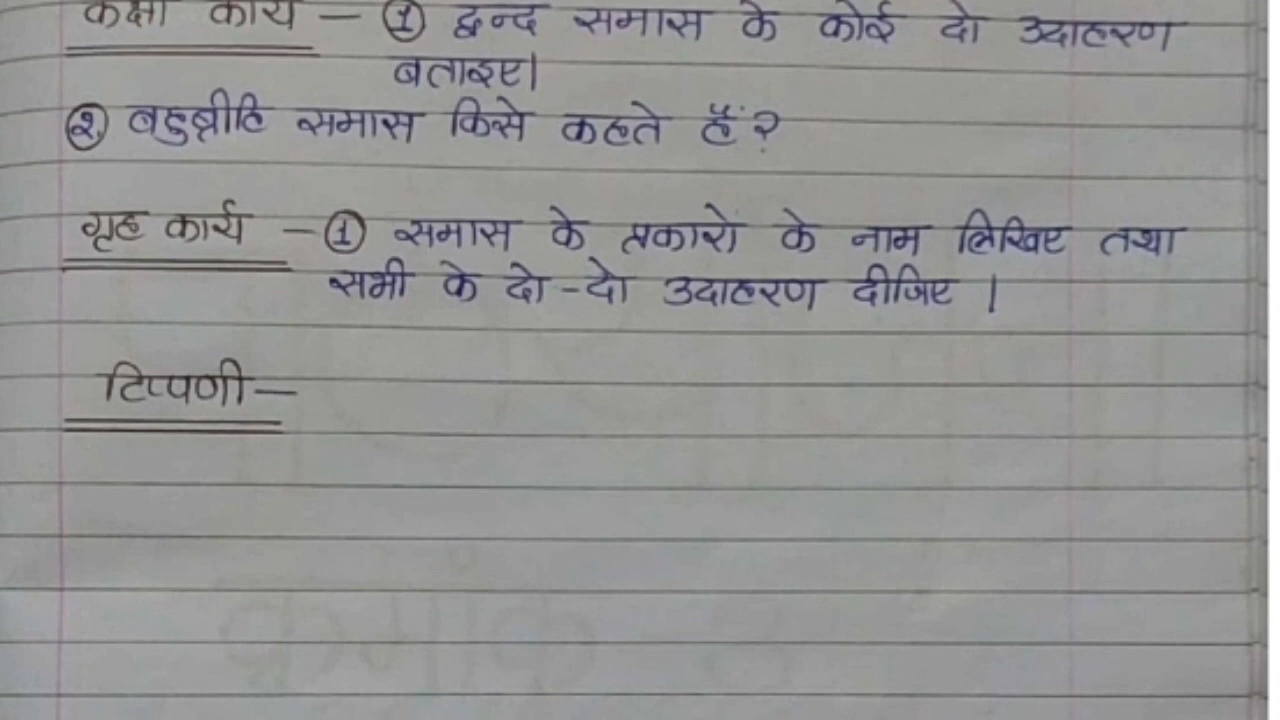 कक्षा कार्य – ① द्वन्द समास के कोई दो उदाहरण
बताइए।
② बहुब्रीहि समास किसे कहते हैं?
गृह कार्य – ① समास के प्रकारों के नाम लिखिए तथा
सभी के दो-दो उदाहरण दीजिए ।
टिप्पणी–